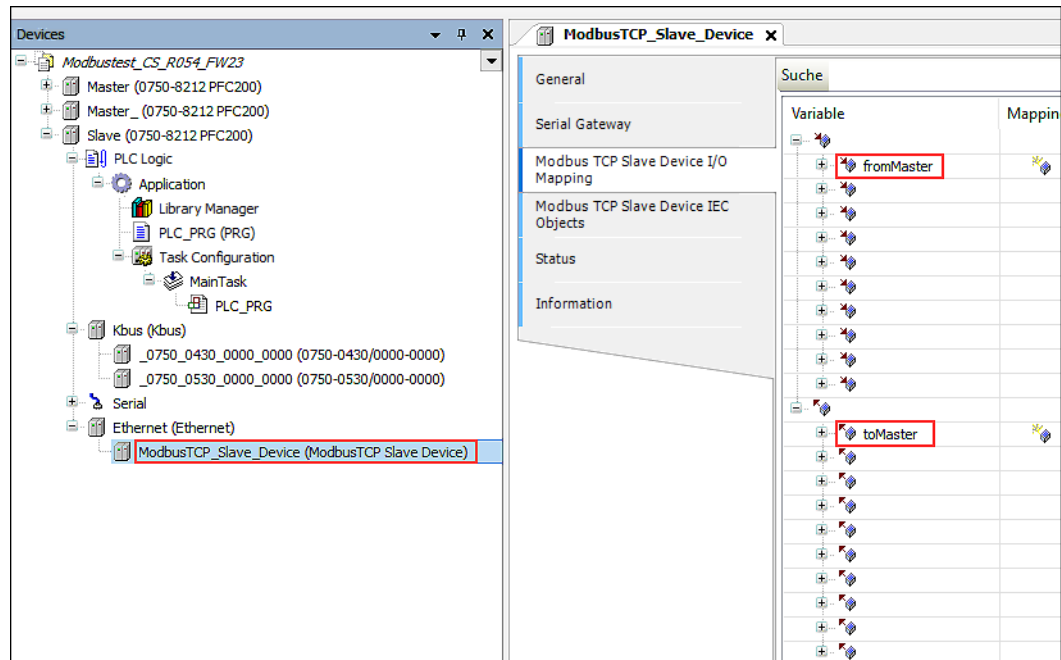 Devices
Modbustest_CS_R054_FW23
Master (0750-8212 PFC200)
Master_ (0750-8212 PFC200)
Slave (0750-8212 PFC200)
PLC Logic
Application
Library Manager
PLC_PRG (PRG)
Task Configuration
MainTask
PLC_PRG
Kbus (Kbus)
_0750_0430_0000_0000 (0750-0430/0000-0000)
_0750_0530_0000_0000 (0750-0530/0000-0000)
Serial
Ethernet (Ethernet)
ModbusTCP_Slave_Device (ModbusTCP Slave Device)
ModbusTCP_Slave_Device
General
Serial Gateway
Modbus TCP Slave Device I/O
Mapping
Modbus TCP Slave Device IEC
Objects
Status
Information
Suche
Variable Mappin
fromMaster
toMaster